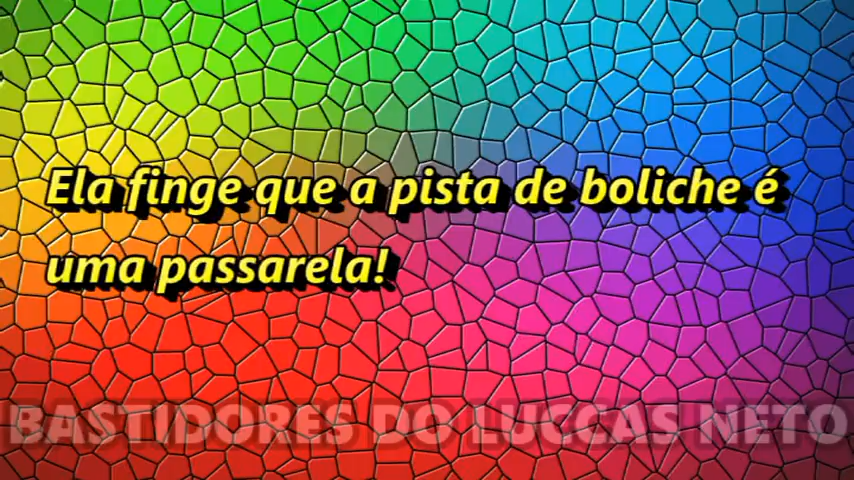 Ela finge que a pista de boliche é
uma passarela!
BASTIDORES DO LUCCAS NETO